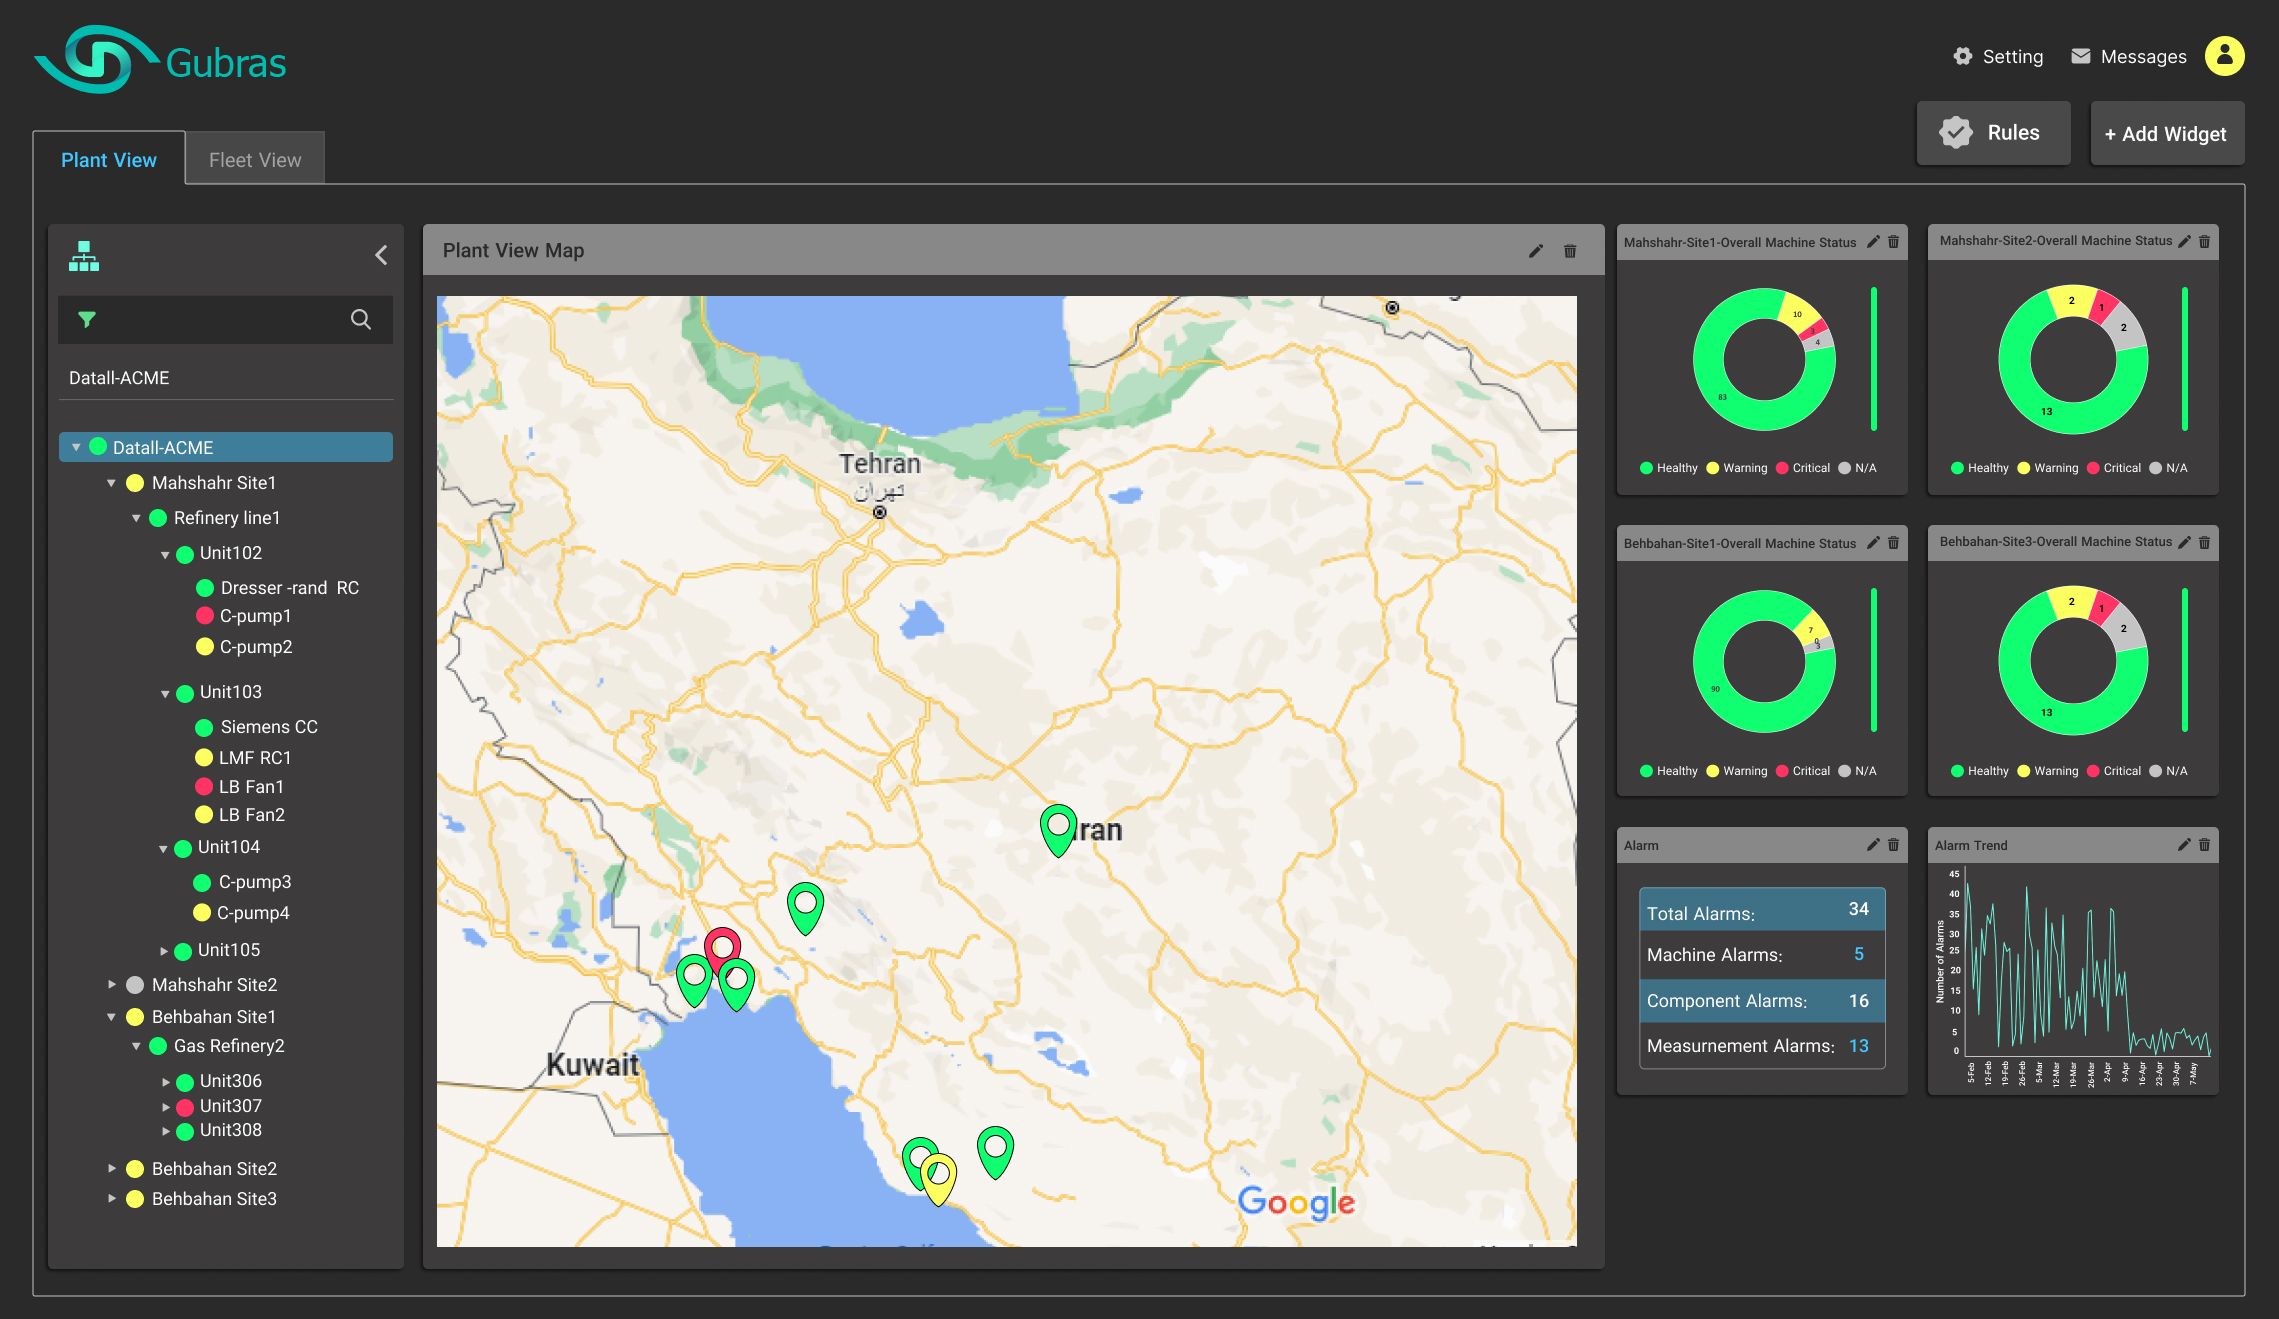 Gubras
Setting
Messages
Rules
+ Add Widget
Plant View
Fleet View
Datall-ACME
Datall-ACME
Mahshahr Site1
Refinery line1
Unit102
Dresser -rand RC
C-pump1
C-pump2
Unit103
Siemens CC
LMF RC1
LB Fan1
LB Fan2
Unit104
C-pump3
C-pump4
Unit105
Mahshahr Site2
Behbahan Site1
Gas Refinery2
Unit306
Unit307
Unit308
Behbahan Site2
Behbahan Site3
Plant View Map
Tehran
تهران
Iran
Kuwait
Google
Mahshahr-Site1-Overall Machine Status
10
3
4
83
Healthy Warning Critical N/A
Mahshahr-Site2-Overall Machine Status
2
1
2
13
Healthy Warning Critical N/A
Behbahan-Site1-Overall Machine Status
7
0
3
90
Healthy Warning Critical N/A
Behbahan-Site3-Overall Machine Status
2
1
2
13
Healthy Warning Critical N/A
Alarm
Total Alarms: 34
Machine Alarms: 5
Component Alarms: 16
Measurnement Alarms: 13
Alarm Trend
Number of Alarms
45
40
35
30
25
20
15
10
5
0
5-Feb
12-Feb
19-Feb
26-Feb
5-Mar
12-Mar
19-Mar
26-Mar
2-Apr
9-Apr
16-Apr
23-Apr
30-Apr
7-May